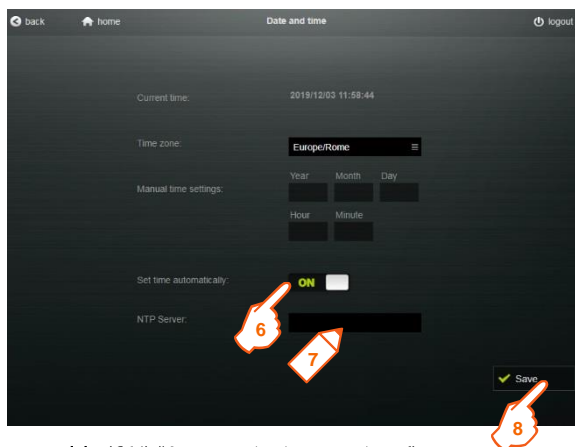 back home Date and time logout
Current time: 2019/12/03 11:58:44
Time zone: Europe/Rome
Manual time settings: Year Month Day
Hour Minute
Set time automatically: ON
6
NTP Server:
7
Save
8